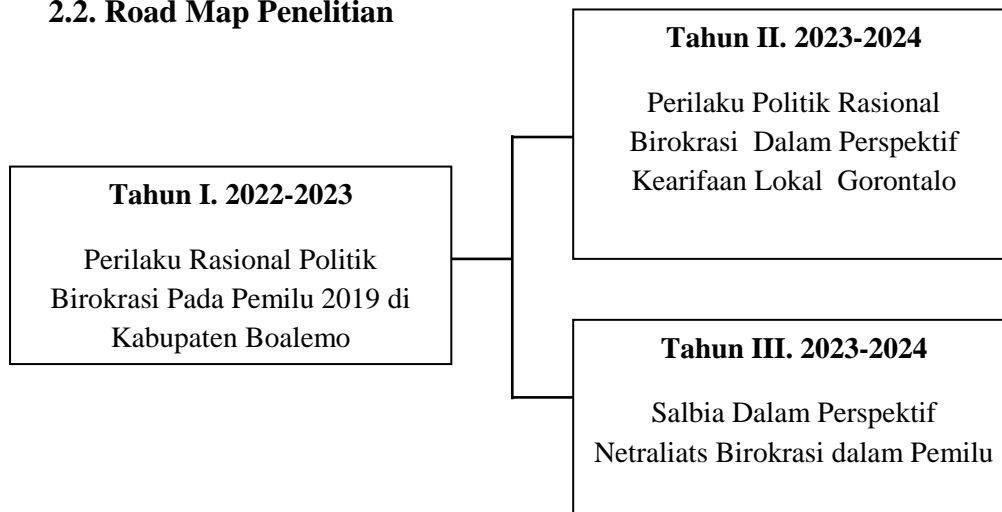 2.2. Road Map Penelitian
Tahun I. 2022-2023
Perilaku Rasional Politik
Birokrasi Pada Pemilu 2019 di
Kabupaten Boalemo
Tahun II. 2023-2024
Perilaku Politik Rasional
Birokrasi Dalam Perspektif
Kearifaan Lokal Gorontalo
Tahun III. 2023-2024
Salbia Dalam Perspektif
Netraliats Birokrasi dalam Pemilu